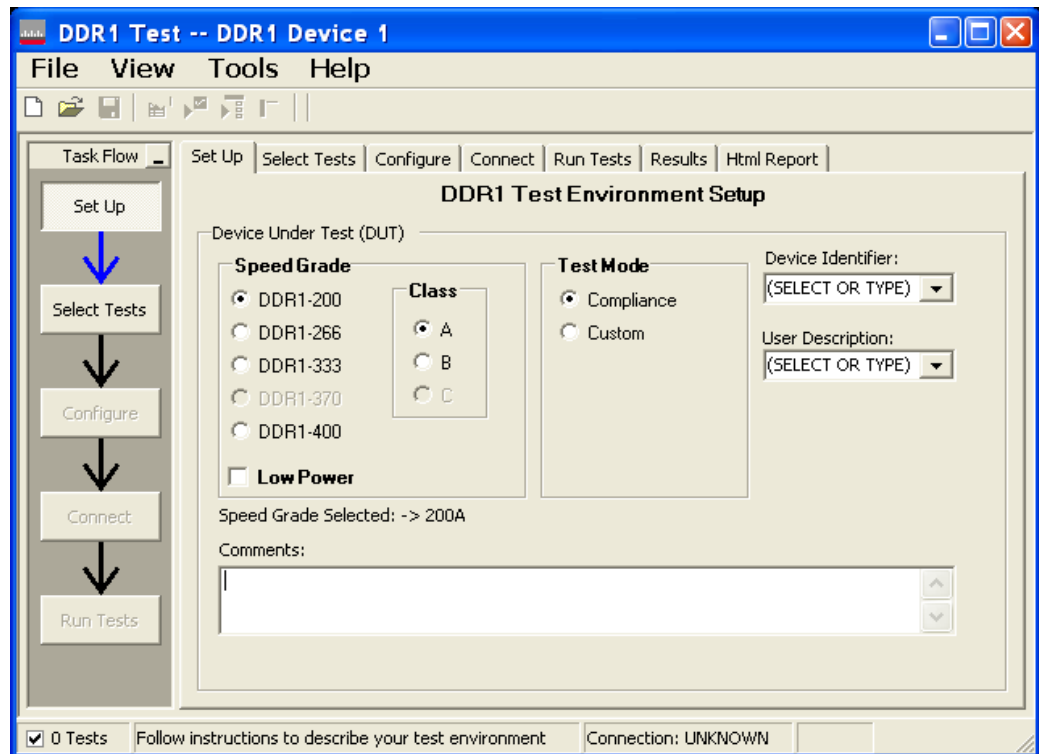 DDR1 Test -- DDR1 Device 1
File View Tools Help
Task Flow
Set Up
Select Tests
Configure
Connect
Run Tests
Set Up Select Tests Configure Connect Run Tests Results Html Report
DDR1 Test Environment Setup
Device Under Test (DUT)
Speed Grade
DDR1-200
DDR1-266
DDR1-333
DDR1-370
DDR1-400
Low Power
Class
A
B
C
Test Mode
Compliance
Custom
Device Identifier:
(SELECT OR TYPE)
User Description:
(SELECT OR TYPE)
Speed Grade Selected: -> 200A
Comments:
0 Tests Follow instructions to describe your test environment Connection: UNKNOWN